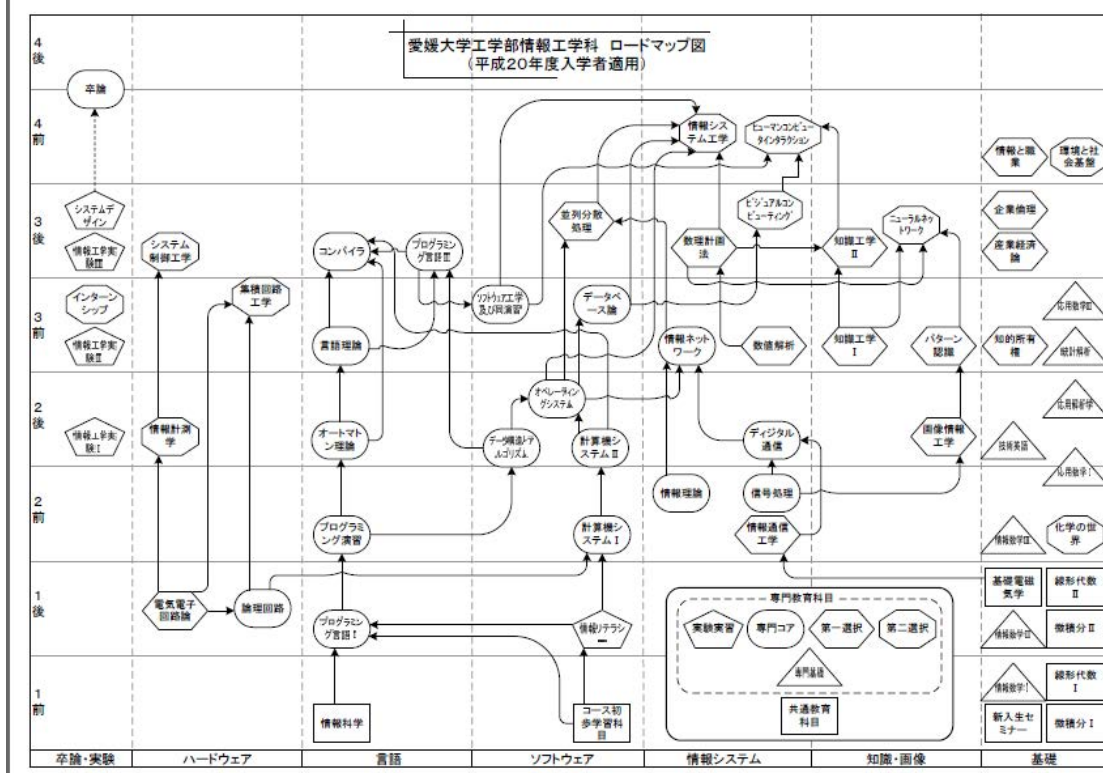 愛媛大学工学部情報工学科 ロードマップ図
(平成20年度入学者適用)
4
後
卒論
4
前
情報シス
テム工学
ヒューマンコンピュ
ータインタラクション
情報と職
業
環境と社
会基盤
3
後
システムデ
ザイン
情報工学実
験Ⅲ
システム
制御工学
コンパイラ
プログラミ
ング言語Ⅱ
並列分散
処理
数理計画
法
ビジュアルコン
ピューティング
知識工学
Ⅱ
ニューラルネッ
トワーク
企業倫理
産業経済
論
3
前
インターン
シップ
情報工学実
験Ⅱ
集積回路
工学
言語理論
ソフトウェア工学
及び同演習
データベ
ース論
情報ネット
ワーク
数値解析
知識工学
Ⅰ
パターン
認識
知的所有
権
応用数学Ⅱ
統計解析
2
後
情報工学実
験Ⅰ
情報計測
学
オートマト
ン理論
データ構造とア
ルゴリズム
オペレーティン
グシステム
計算機シ
ステムⅡ
ディジタル
通信
画像情報
工学
技術英語
応用解析学
応用数学Ⅰ
2
前
プログラミ
ング演習
計算機シ
ステムⅠ
情報理論
信号処理
情報通信
工学
情報数学Ⅲ
化学の世
界
1
後
電気電子
回路論
論理回路
プログラミ
ング言語Ⅰ
情報リテラシ
ー
基礎電磁
気学
線形代数
Ⅱ
情報数学Ⅱ
微積分Ⅱ
専門教育科目
実験実習
専門コア
第一選択
第二選択
専門基礎
共通教育
科目
1
前
情報科学
コース初
歩学習科
目
情報数学Ⅰ
線形代数
Ⅰ
新入生セ
ミナー
微積分Ⅰ
卒論・実験
ハードウェア
言語
ソフトウェア
情報システム
知識・画像
基礎